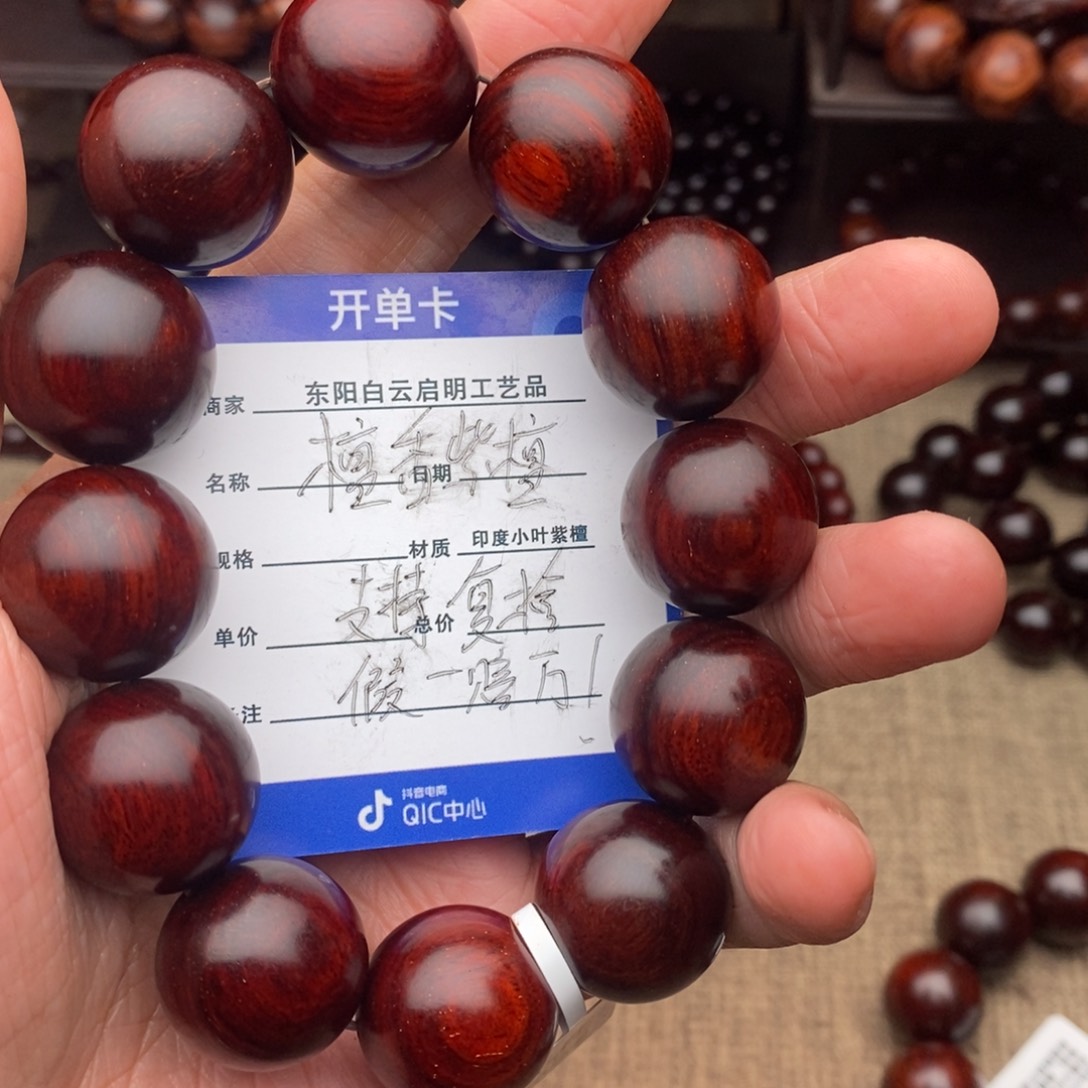 开单卡
商家 东阳白云启明工艺品
檀香紫檀
名称 日期
规格 材质 印度小叶紫檀
支持复检
单价 总价
假一赔万!
注
抖音电商
QIC中心